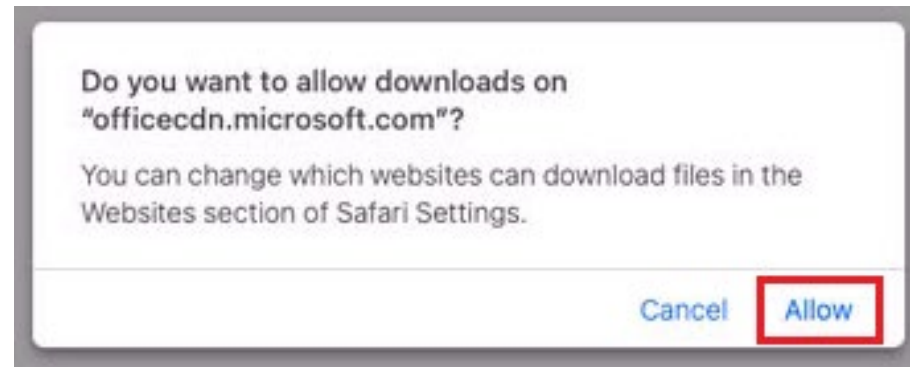 Do you want to allow downloads on
“officecdn.microsoft.com”?
You can change which websites can download files in the
Websites section of Safari Settings.
Cancel Allow